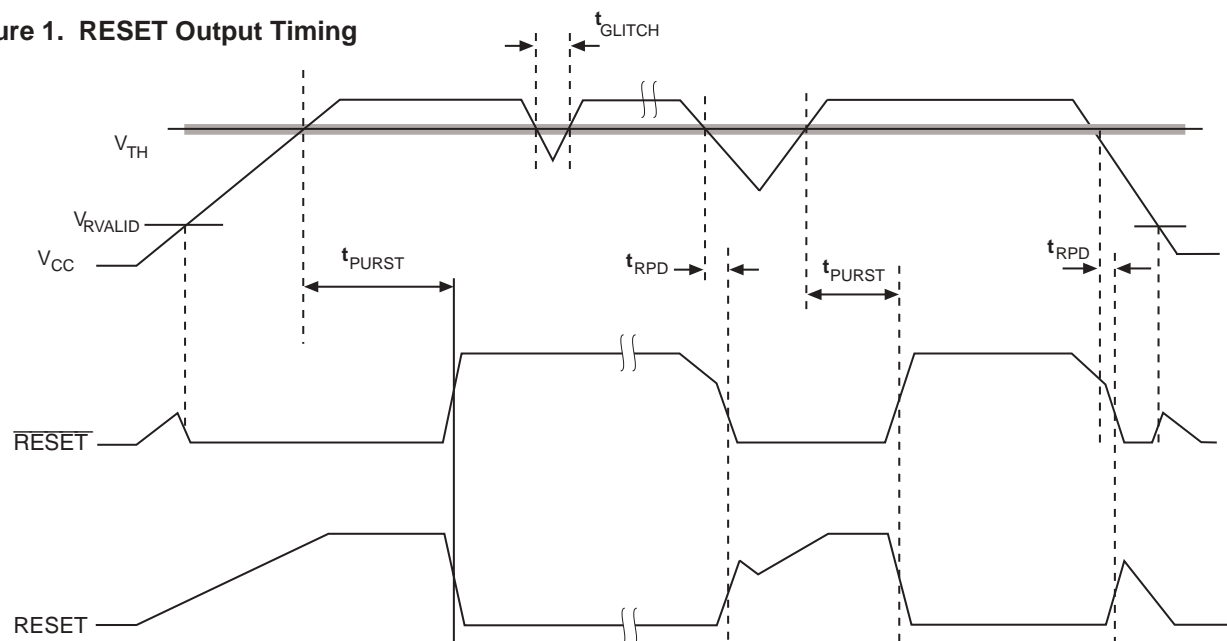 ure 1. RESET Output Timing
tGLITCH
VTH
VRVALID
VCC
tPURST
tRPD
tPURST
tRPD
RESET
RESET